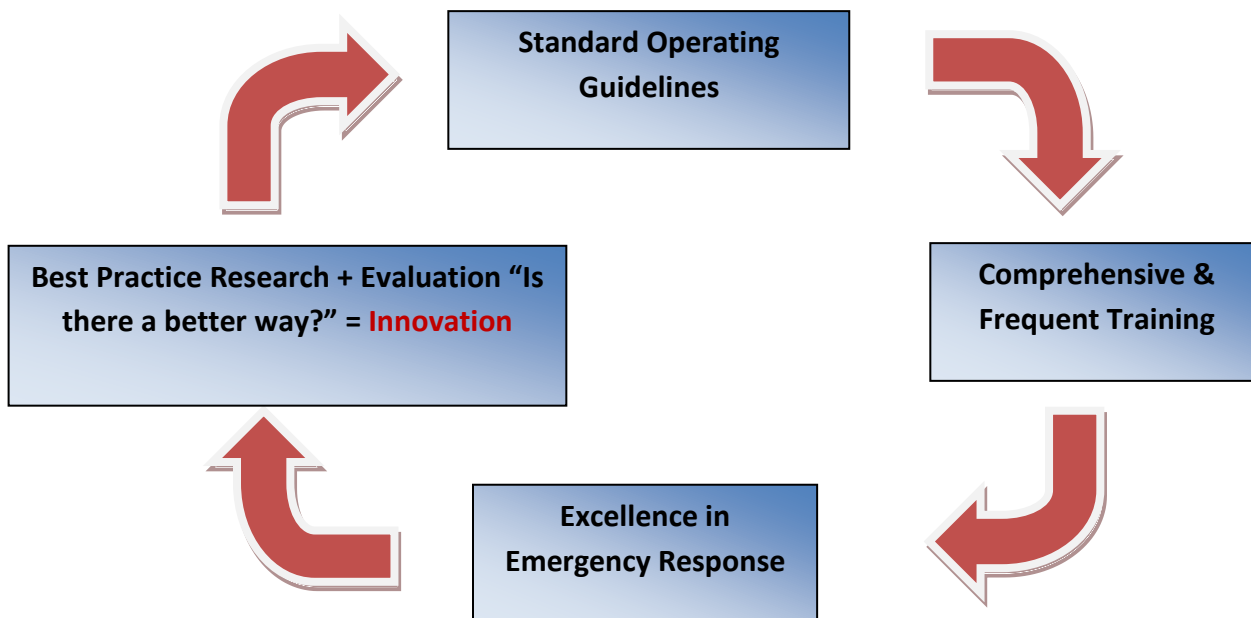 Standard Operating
Guidelines
Best Practice Research + Evaluation “Is
there a better way?” = Innovation
Comprehensive &
Frequent Training
Excellence in
Emergency Response